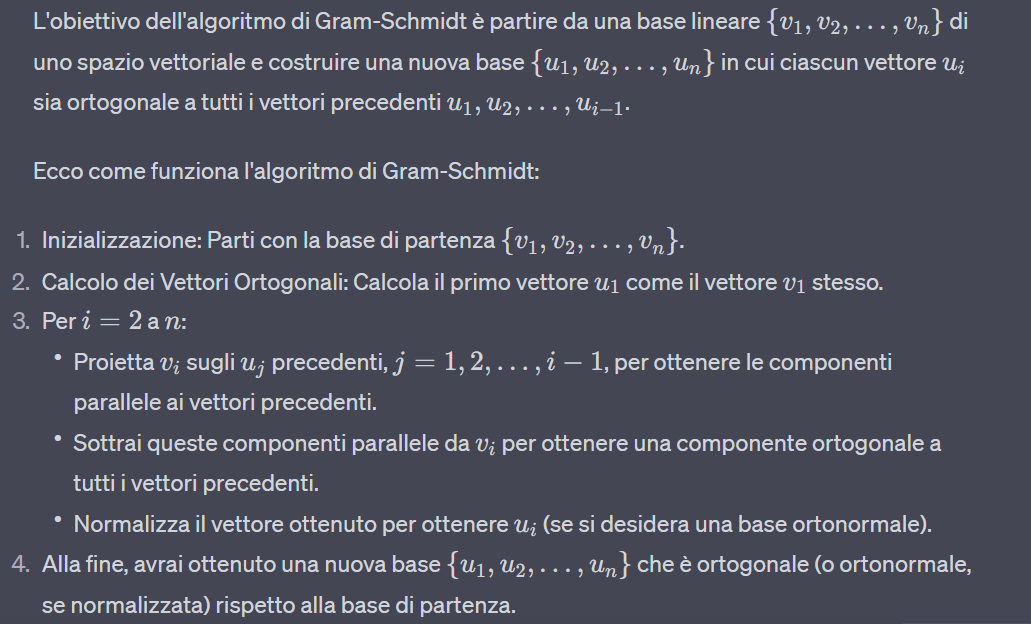 L'obiettivo dell'algoritmo di Gram-Schmidt è partire da una base lineare {v₁, v₂, . . . , vₙ} di
uno spazio vettoriale e costruire una nuova base {u₁, u₂, . . . , uₙ} in cui ciascun vettore uᵢ
sia ortogonale a tutti i vettori precedenti u₁, u₂, . . . , uᵢ₋₁.
Ecco come funziona l'algoritmo di Gram-Schmidt:
1. Inizializzazione: Parti con la base di partenza {v₁, v₂, . . . , vₙ}.
2. Calcolo dei Vettori Ortogonali: Calcola il primo vettore u₁ come il vettore v₁ stesso.
3. Per i = 2 a n:
• Proietta vᵢ sugli uⱼ precedenti, j = 1, 2, . . . , i − 1, per ottenere le componenti
parallele ai vettori precedenti.
• Sottrai queste componenti parallele da vᵢ per ottenere una componente ortogonale a
tutti i vettori precedenti.
• Normalizza il vettore ottenuto per ottenere uᵢ (se si desidera una base ortonormale).
4. Alla fine, avrai ottenuto una nuova base {u₁, u₂, . . . , uₙ} che è ortogonale (o ortonormale,
se normalizzata) rispetto alla base di partenza.